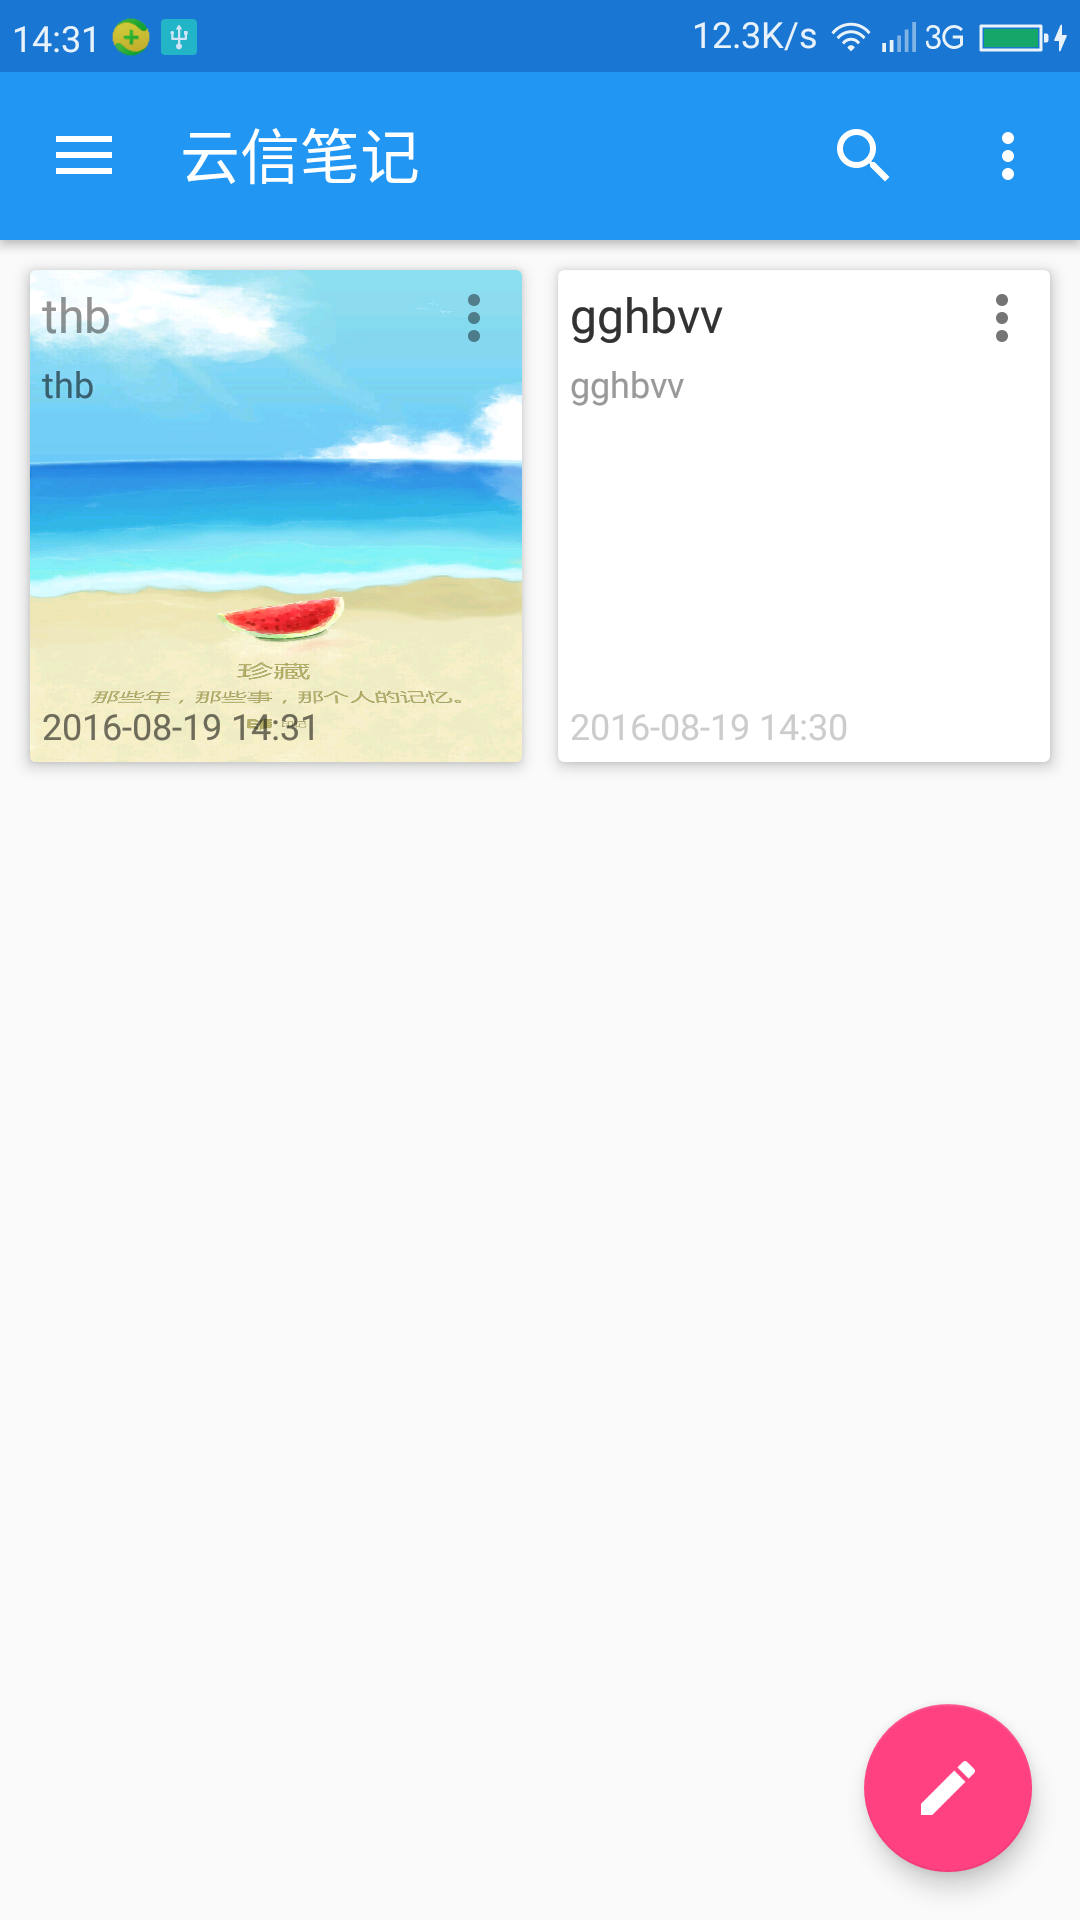 14:31 12.3K/s 3G
云信笔记
thb
thb
珍藏
那些年，那些事，那个人的记忆。
2016-08-19 14:31
gghbvv
gghbvv
2016-08-19 14:30